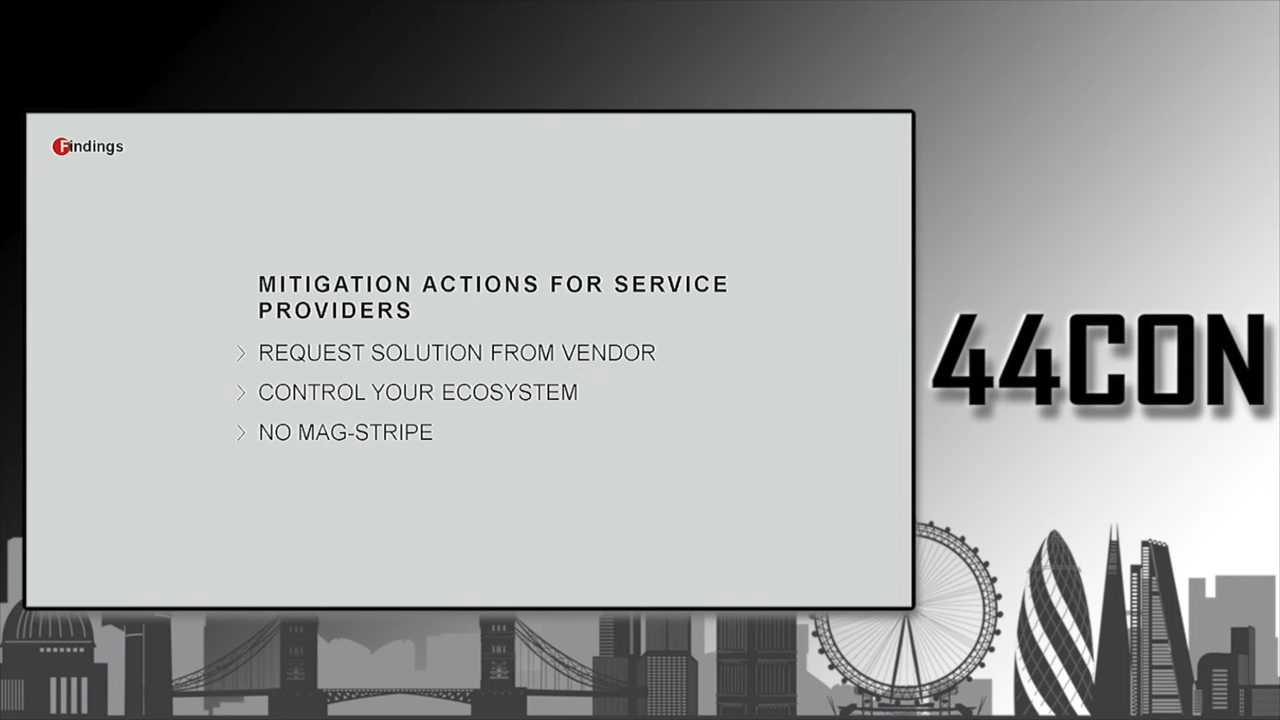 Findings
MITIGATION ACTIONS FOR SERVICE
PROVIDERS
REQUEST SOLUTION FROM VENDOR
CONTROL YOUR ECOSYSTEM
NO MAG-STRIPE
44CON